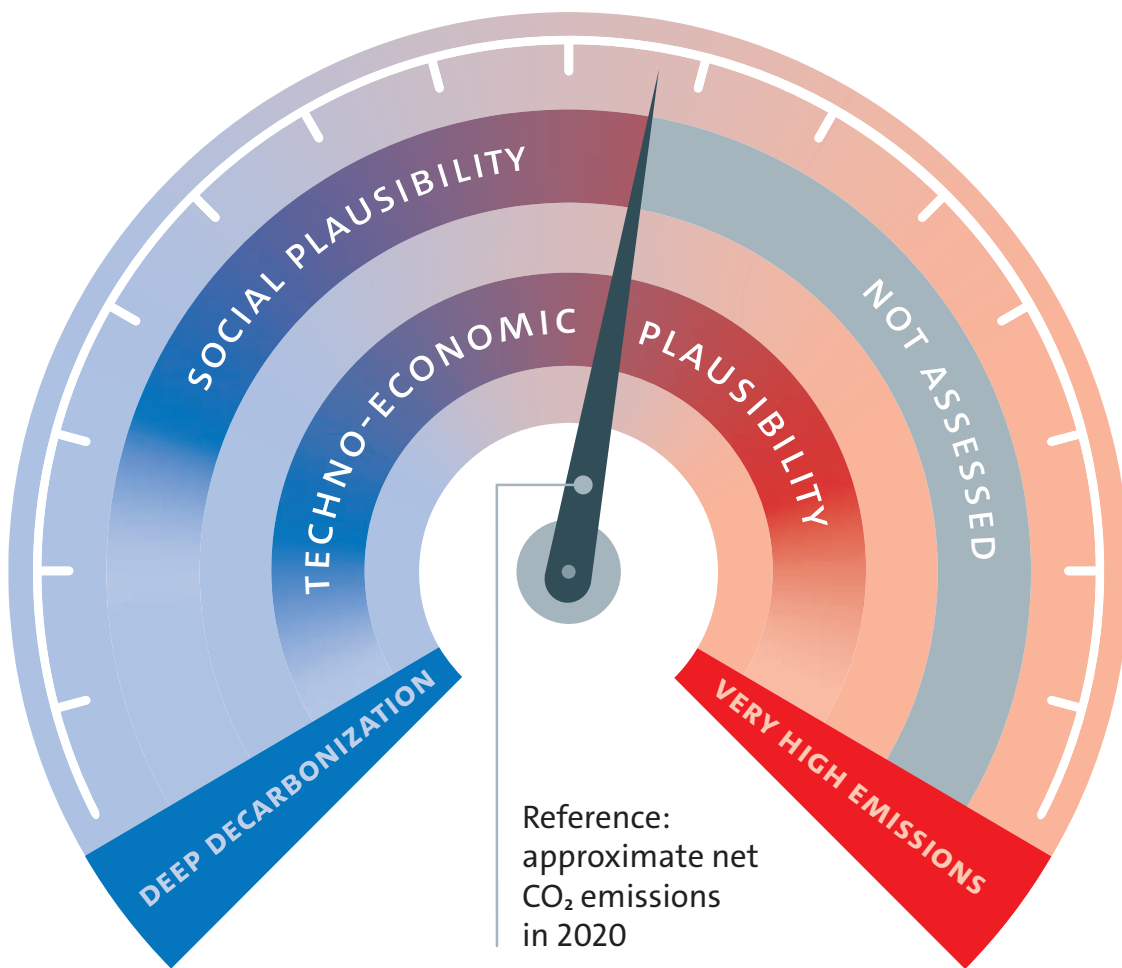 SOCIAL PLAUSIBILITY
NOT ASSESSED
TECHNO-ECONOMIC PLAUSIBILITY
DEEP DECARBONIZATION
VERY HIGH EMISSIONS
Reference:
approximate net
CO₂ emissions
in 2020